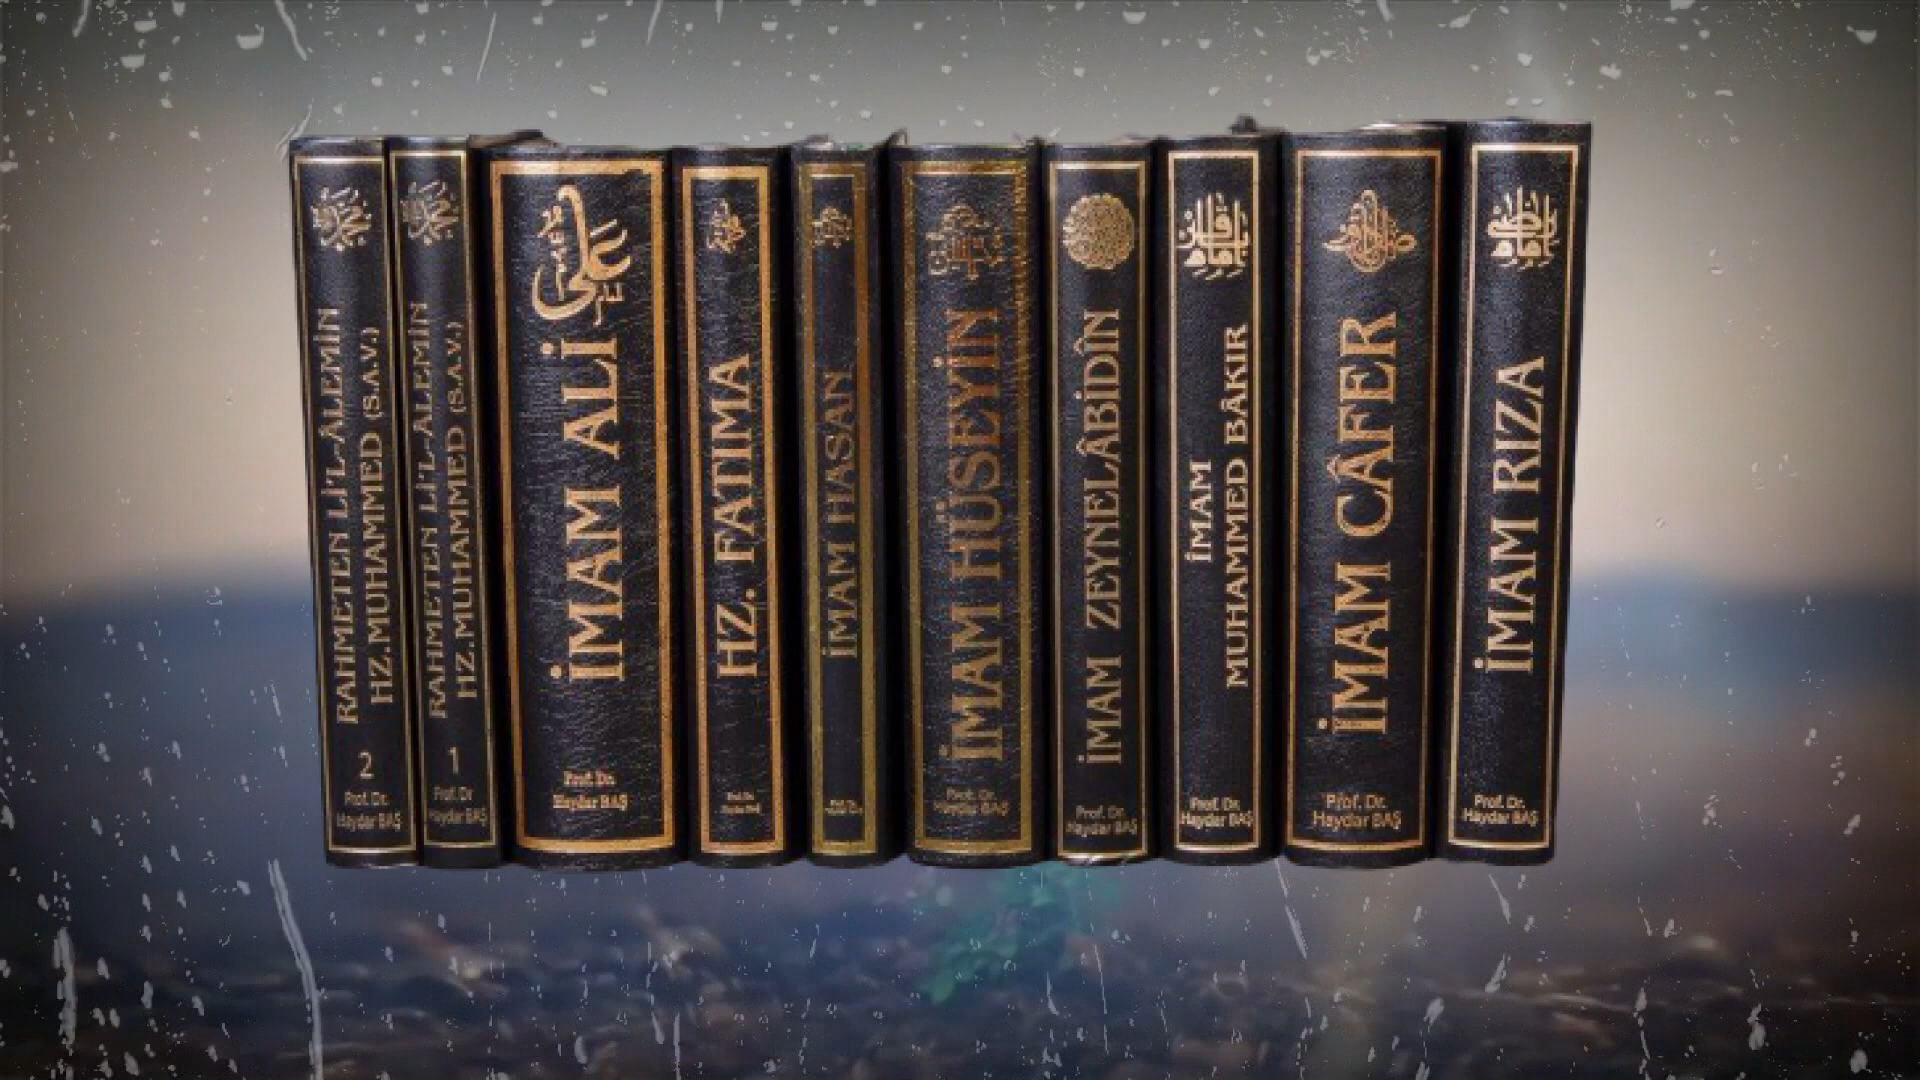 RAHMETEN Lİ'L-ÂLEMİN
HZ.MUHAMMED (S.A.V.)
2
Prof. Dr.
Haydar BAŞ
RAHMETEN Lİ'L-ÂLEMİN
HZ.MUHAMMED (S.A.V.)
1
Prof. Dr.
Haydar BAŞ
İMAM ALİ
Prof. Dr.
Haydar BAŞ
HZ. FATIMA
İMAM HASAN
İMAM HÜSEYİN
Prof. Dr.
Haydar BAŞ
İMAM ZEYNELÂBİDÎN
Prof. Dr.
Haydar BAŞ
İMAM
MUHAMMED BÂKIR
Prof. Dr.
Haydar BAŞ
İMAM CÂFER
Prof. Dr.
Haydar BAŞ
İMAM RIZA
Prof. Dr.
Haydar BAŞ